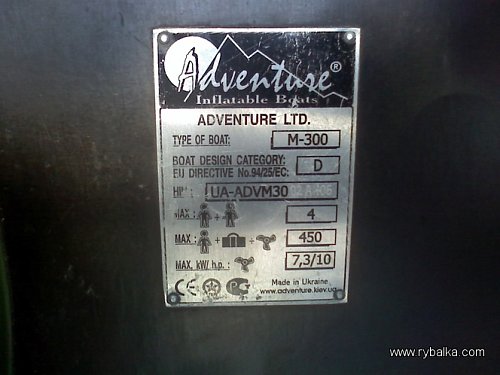 Adventure®
Inflatable Boats
ADVENTURE LTD.
TYPE OF BOAT: M-300
BOAT DESIGN CATEGORY: D
EU DIRECTIVE No.94/25/EC:
UA-ADVM30
MAX : + 4
MAX : + + 450
MAX. kW/ h.p. : 7,3/10
CE PC Made in Ukraine
www.adventure.kiev.ua
www.rybalka.com